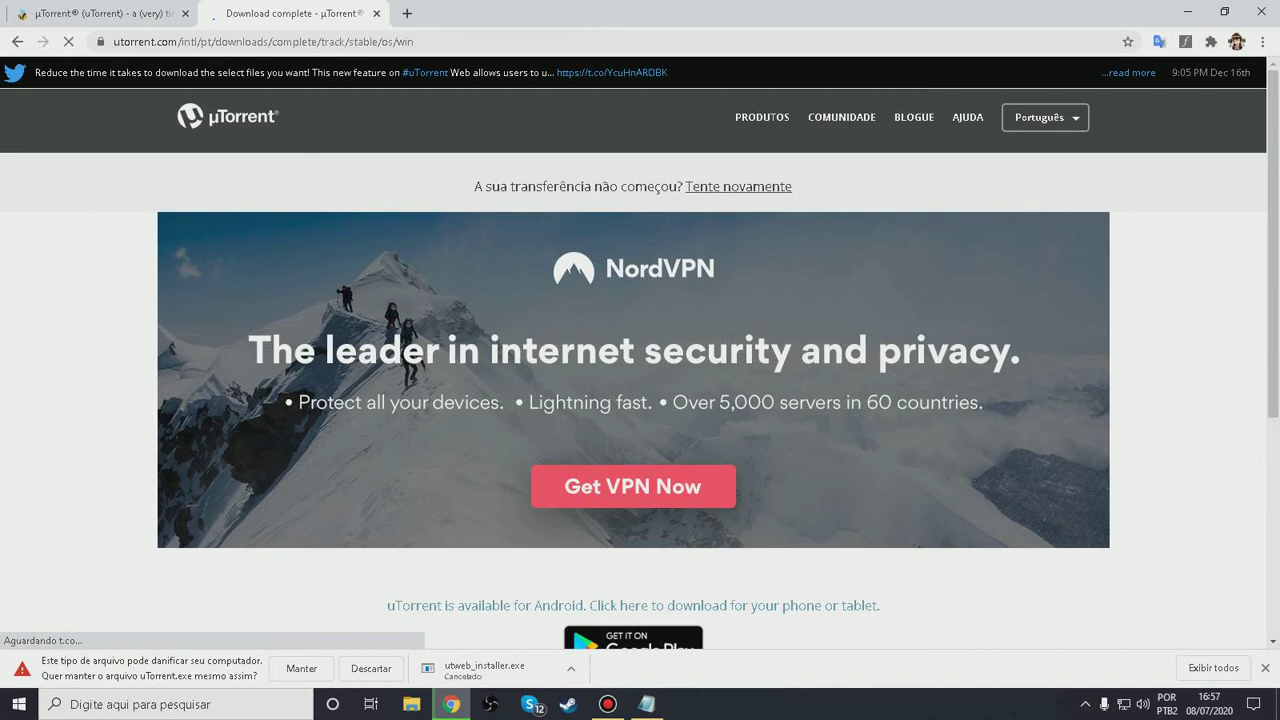 µTorrent® (uTorrent) - a (very) ti
Download complete - µTorrent®
utorrent.com/intl/pt/downloads/complete/track/stable/os/win
Reduce the time it takes to download the select files you want! This new feature on #uTorrent Web allows users to u... https://t.co/YcuHnARDBK
...read more
9:05 PM Dec 16th
µTorrent®
PRODUTOS COMUNIDADE BLOGUE AJUDA Português
A sua transferência não começou? Tente novamente
NordVPN
The leader in internet security and privacy.
• Protect all your devices. • Lightning fast. • Over 5,000 servers in 60 countries.
Get VPN Now
uTorrent is available for Android. Click here to download for your phone or tablet.
GET IT ON
Google Play
Aguardando t.co...
Este tipo de arquivo pode danificar seu computador.
Quer manter o arquivo uTorrent.exe mesmo assim?
Manter
Descartar
utweb_installer.exe
Cancelado
Exibir todos
Digite aqui para pesquisar
12
POR
PTB2
16:57
08/07/2020